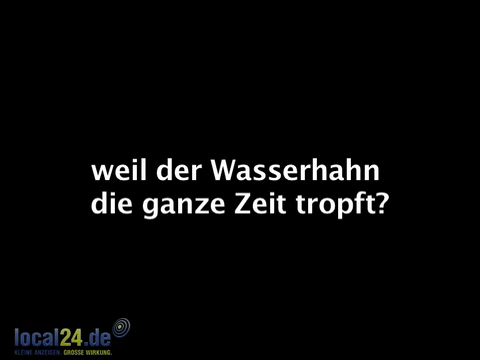 weil der Wasserhahn
die ganze Zeit tropft?
local24.de
KLEINE ANZEIGEN. GROSSE WIRKUNG.